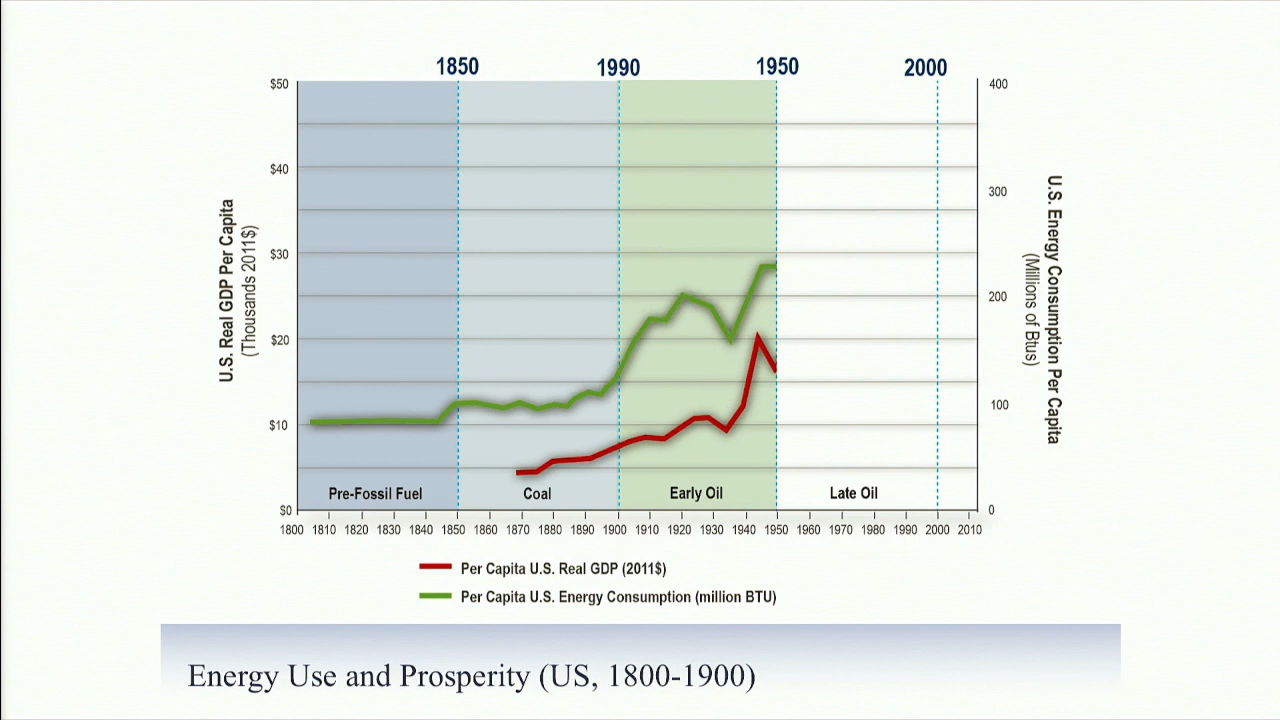 1850 1990 1950 2000
$50
$40
$30
$20
$10
$0
U.S. Real GDP Per Capita
(Thousands 2011$)
400
300
200
100
0
U.S. Energy Consumption Per Capita
(Millions of Btus)
Pre-Fossil Fuel Coal Early Oil Late Oil
1800 1810 1820 1830 1840 1850 1860 1870 1880 1890 1900 1910 1920 1930 1940 1950 1960 1970 1980 1990 2000 2010
Per Capita U.S. Real GDP (2011$)
Per Capita U.S. Energy Consumption (million BTU)
Energy Use and Prosperity (US, 1800-1900)